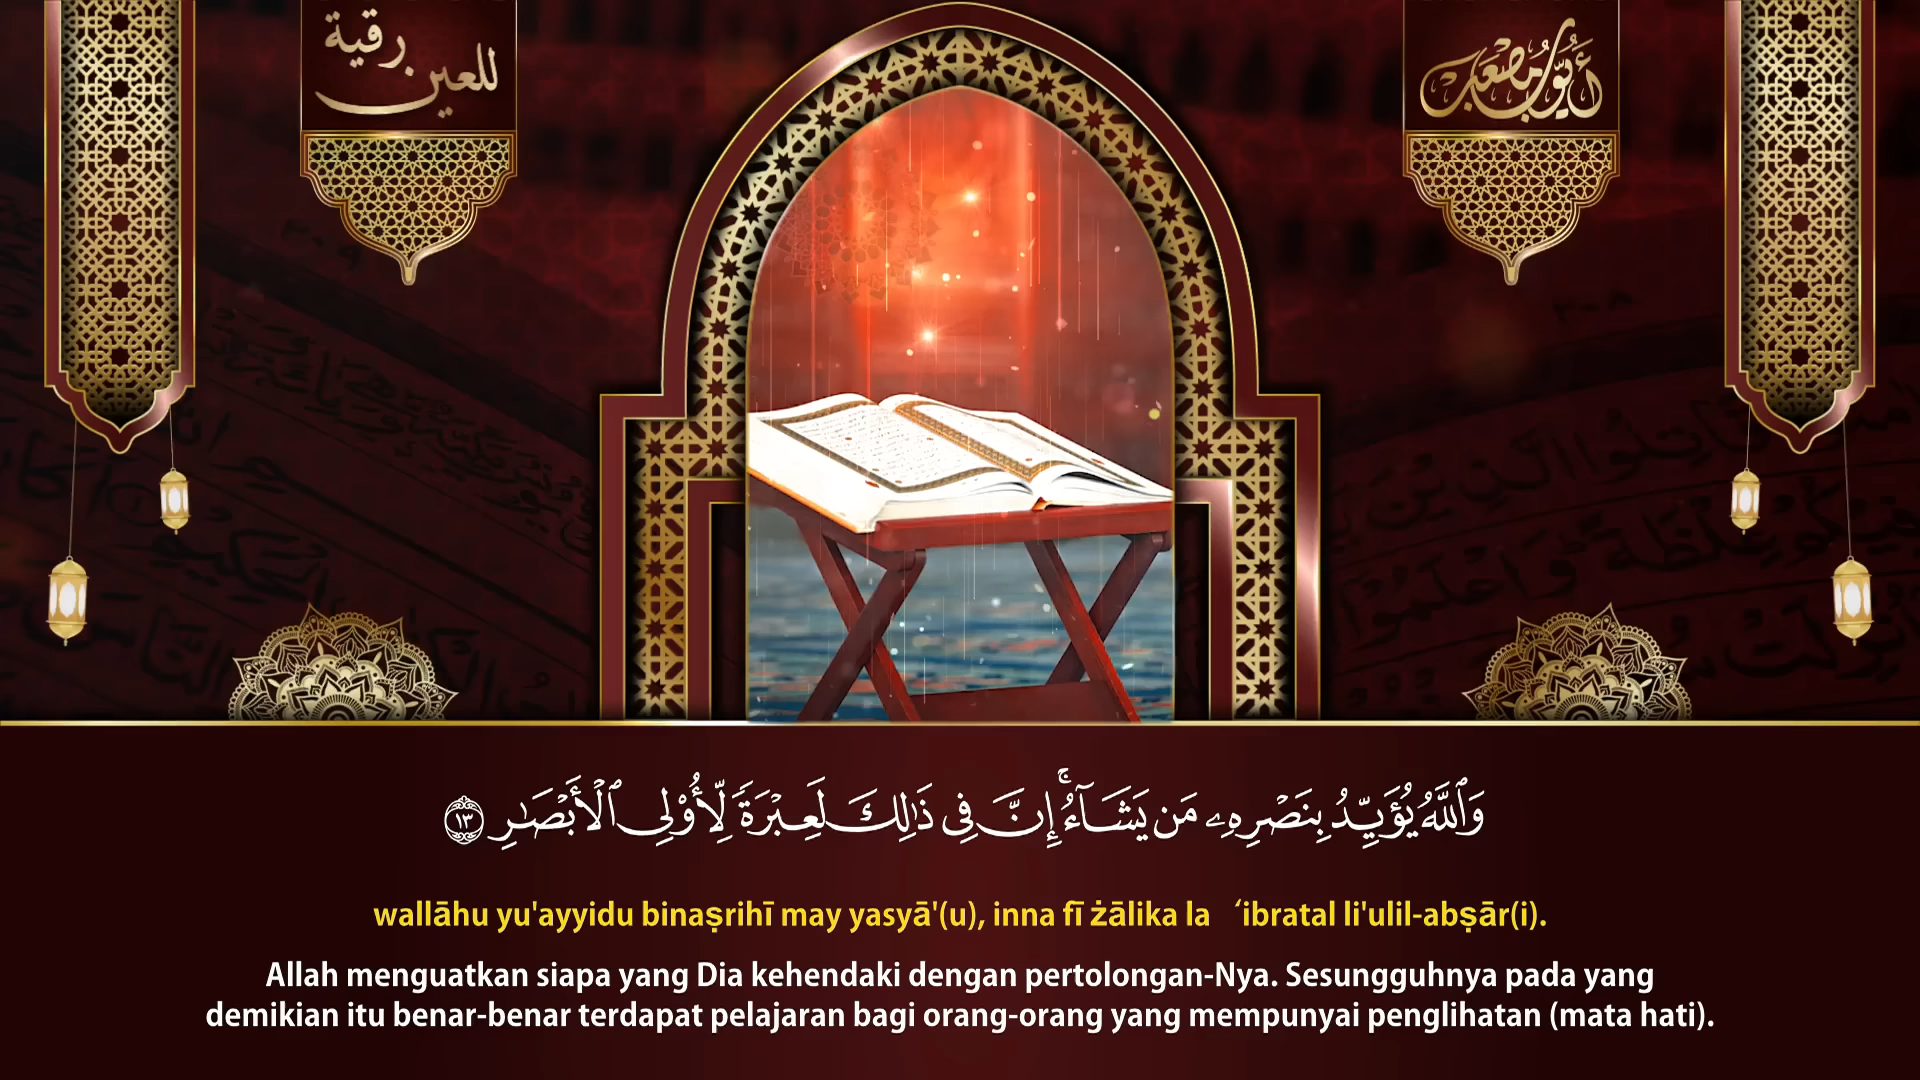 رقية للعين
أيوب مصعب
وَٱللَّهُ يُؤَيِّدُ بِنَصْرِهِۦ مَن يَشَآءُۚ إِنَّ فِى ذَٰلِكَ لَعِبْرَةً لِّأُو۟لِى ٱلْأَبْصَـٰرِ ١٣
wallāhu yu'ayyidu binaṣrihī may yasyā'(u), inna fī żālika la ‘ibratal li'ulil-abṣār(i).
Allah menguatkan siapa yang Dia kehendaki dengan pertolongan-Nya. Sesungguhnya pada yang
demikian itu benar-benar terdapat pelajaran bagi orang-orang yang mempunyai penglihatan (mata hati).